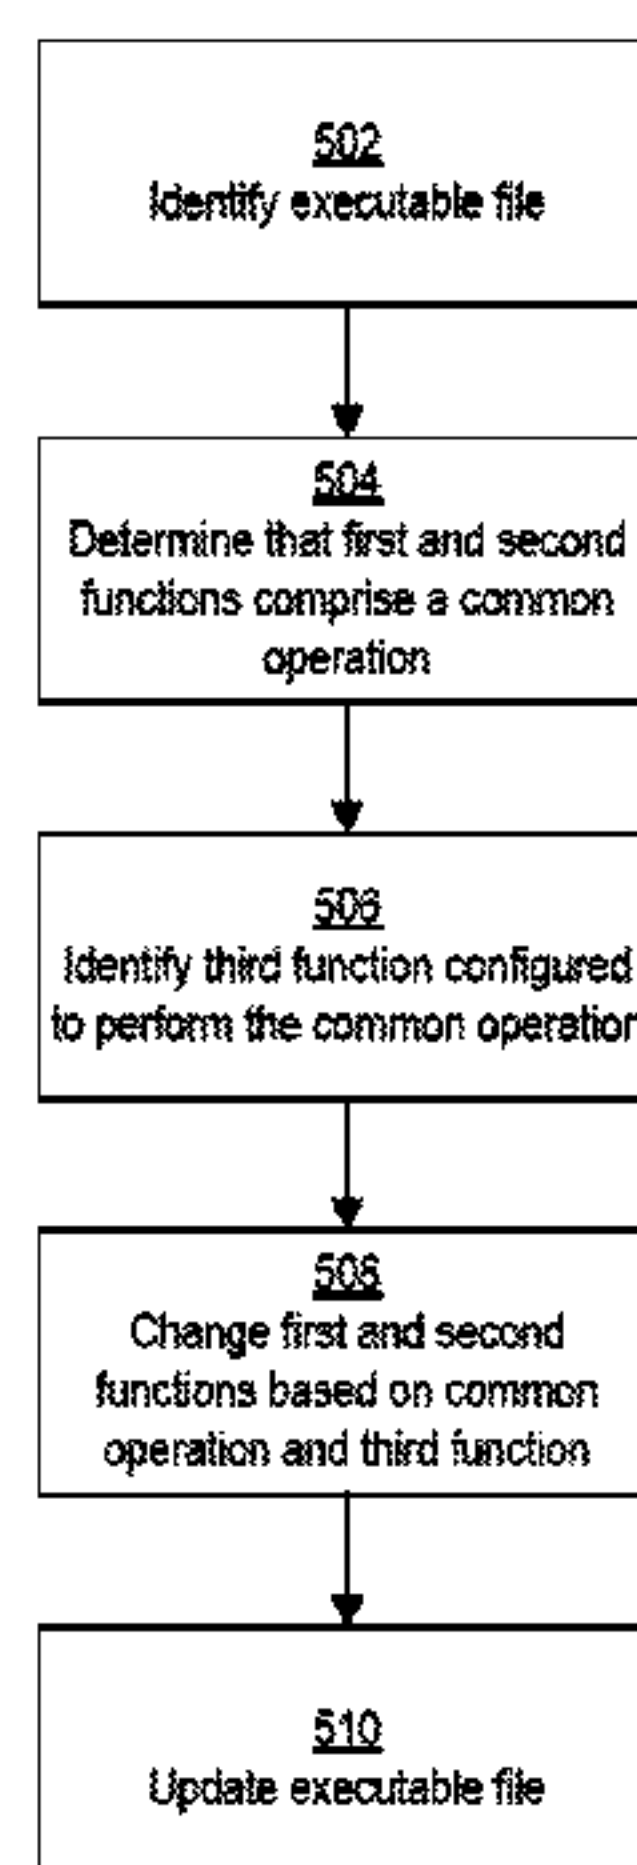 502
Identify executable file
504
Determine that first and second
functions comprise a common
operation
506
Identify third function configured
to perform the common operation
508
Change first and second
functions based on common
operation and third function
510
Update executable file